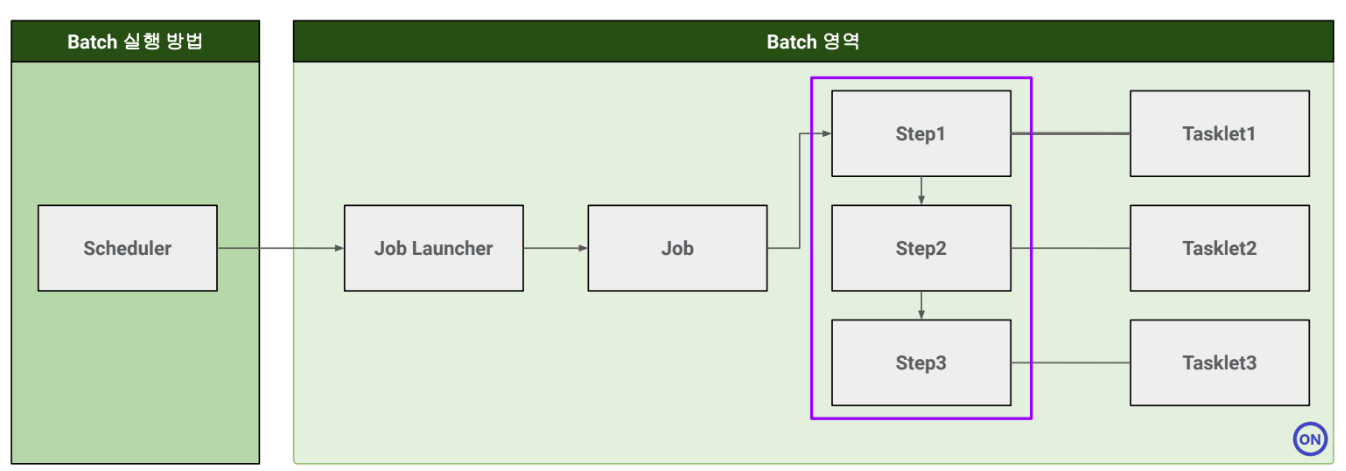 Batch 실행 방법
Batch 영역
Scheduler
Job Launcher
Job
Step1
Tasklet1
Step2
Tasklet2
Step3
Tasklet3
ON